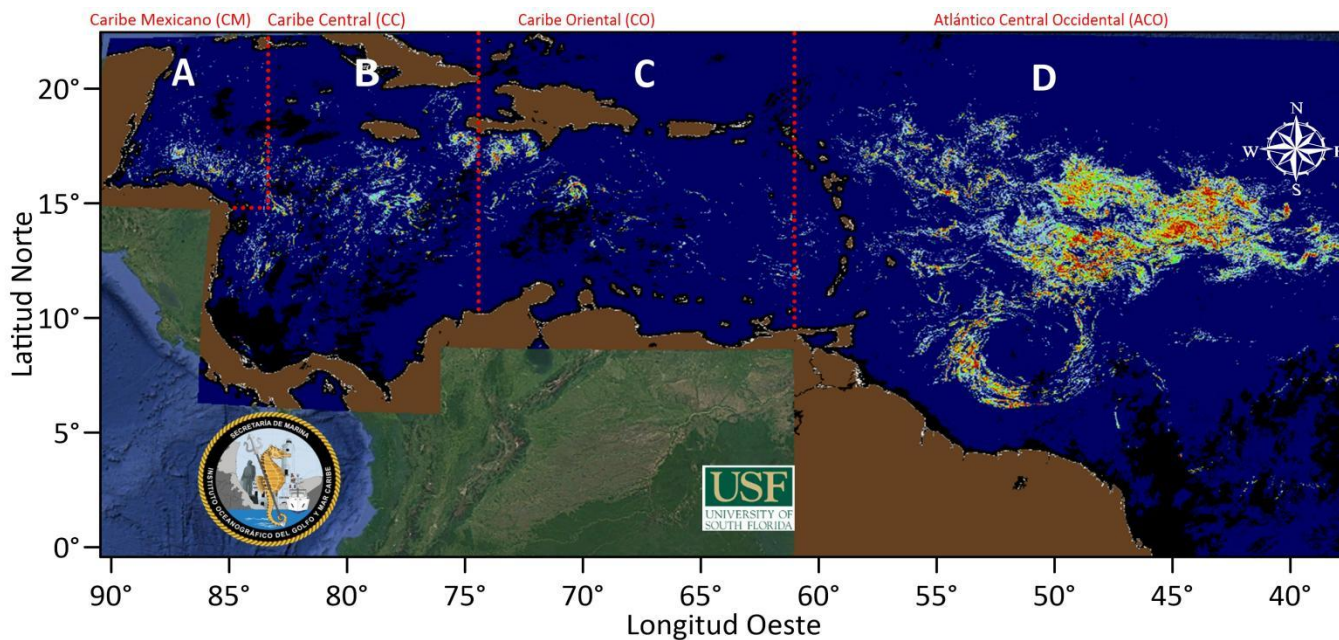 Caribe Mexicano (CM) Caribe Central (CC) Caribe Oriental (CO) Atlántico Central Occidental (ACO)
A B C D
Latitud Norte
20°
15°
10°
5°
0°
N
W
S
SECRETARÍA DE MARINA
INSTITUTO OCEANOGRÁFICO DEL GOLFO Y MAR CARIBE
USF
UNIVERSITY OF
SOUTH FLORIDA
90° 85° 80° 75° 70° 65° 60° 55° 50° 45° 40°
Longitud Oeste